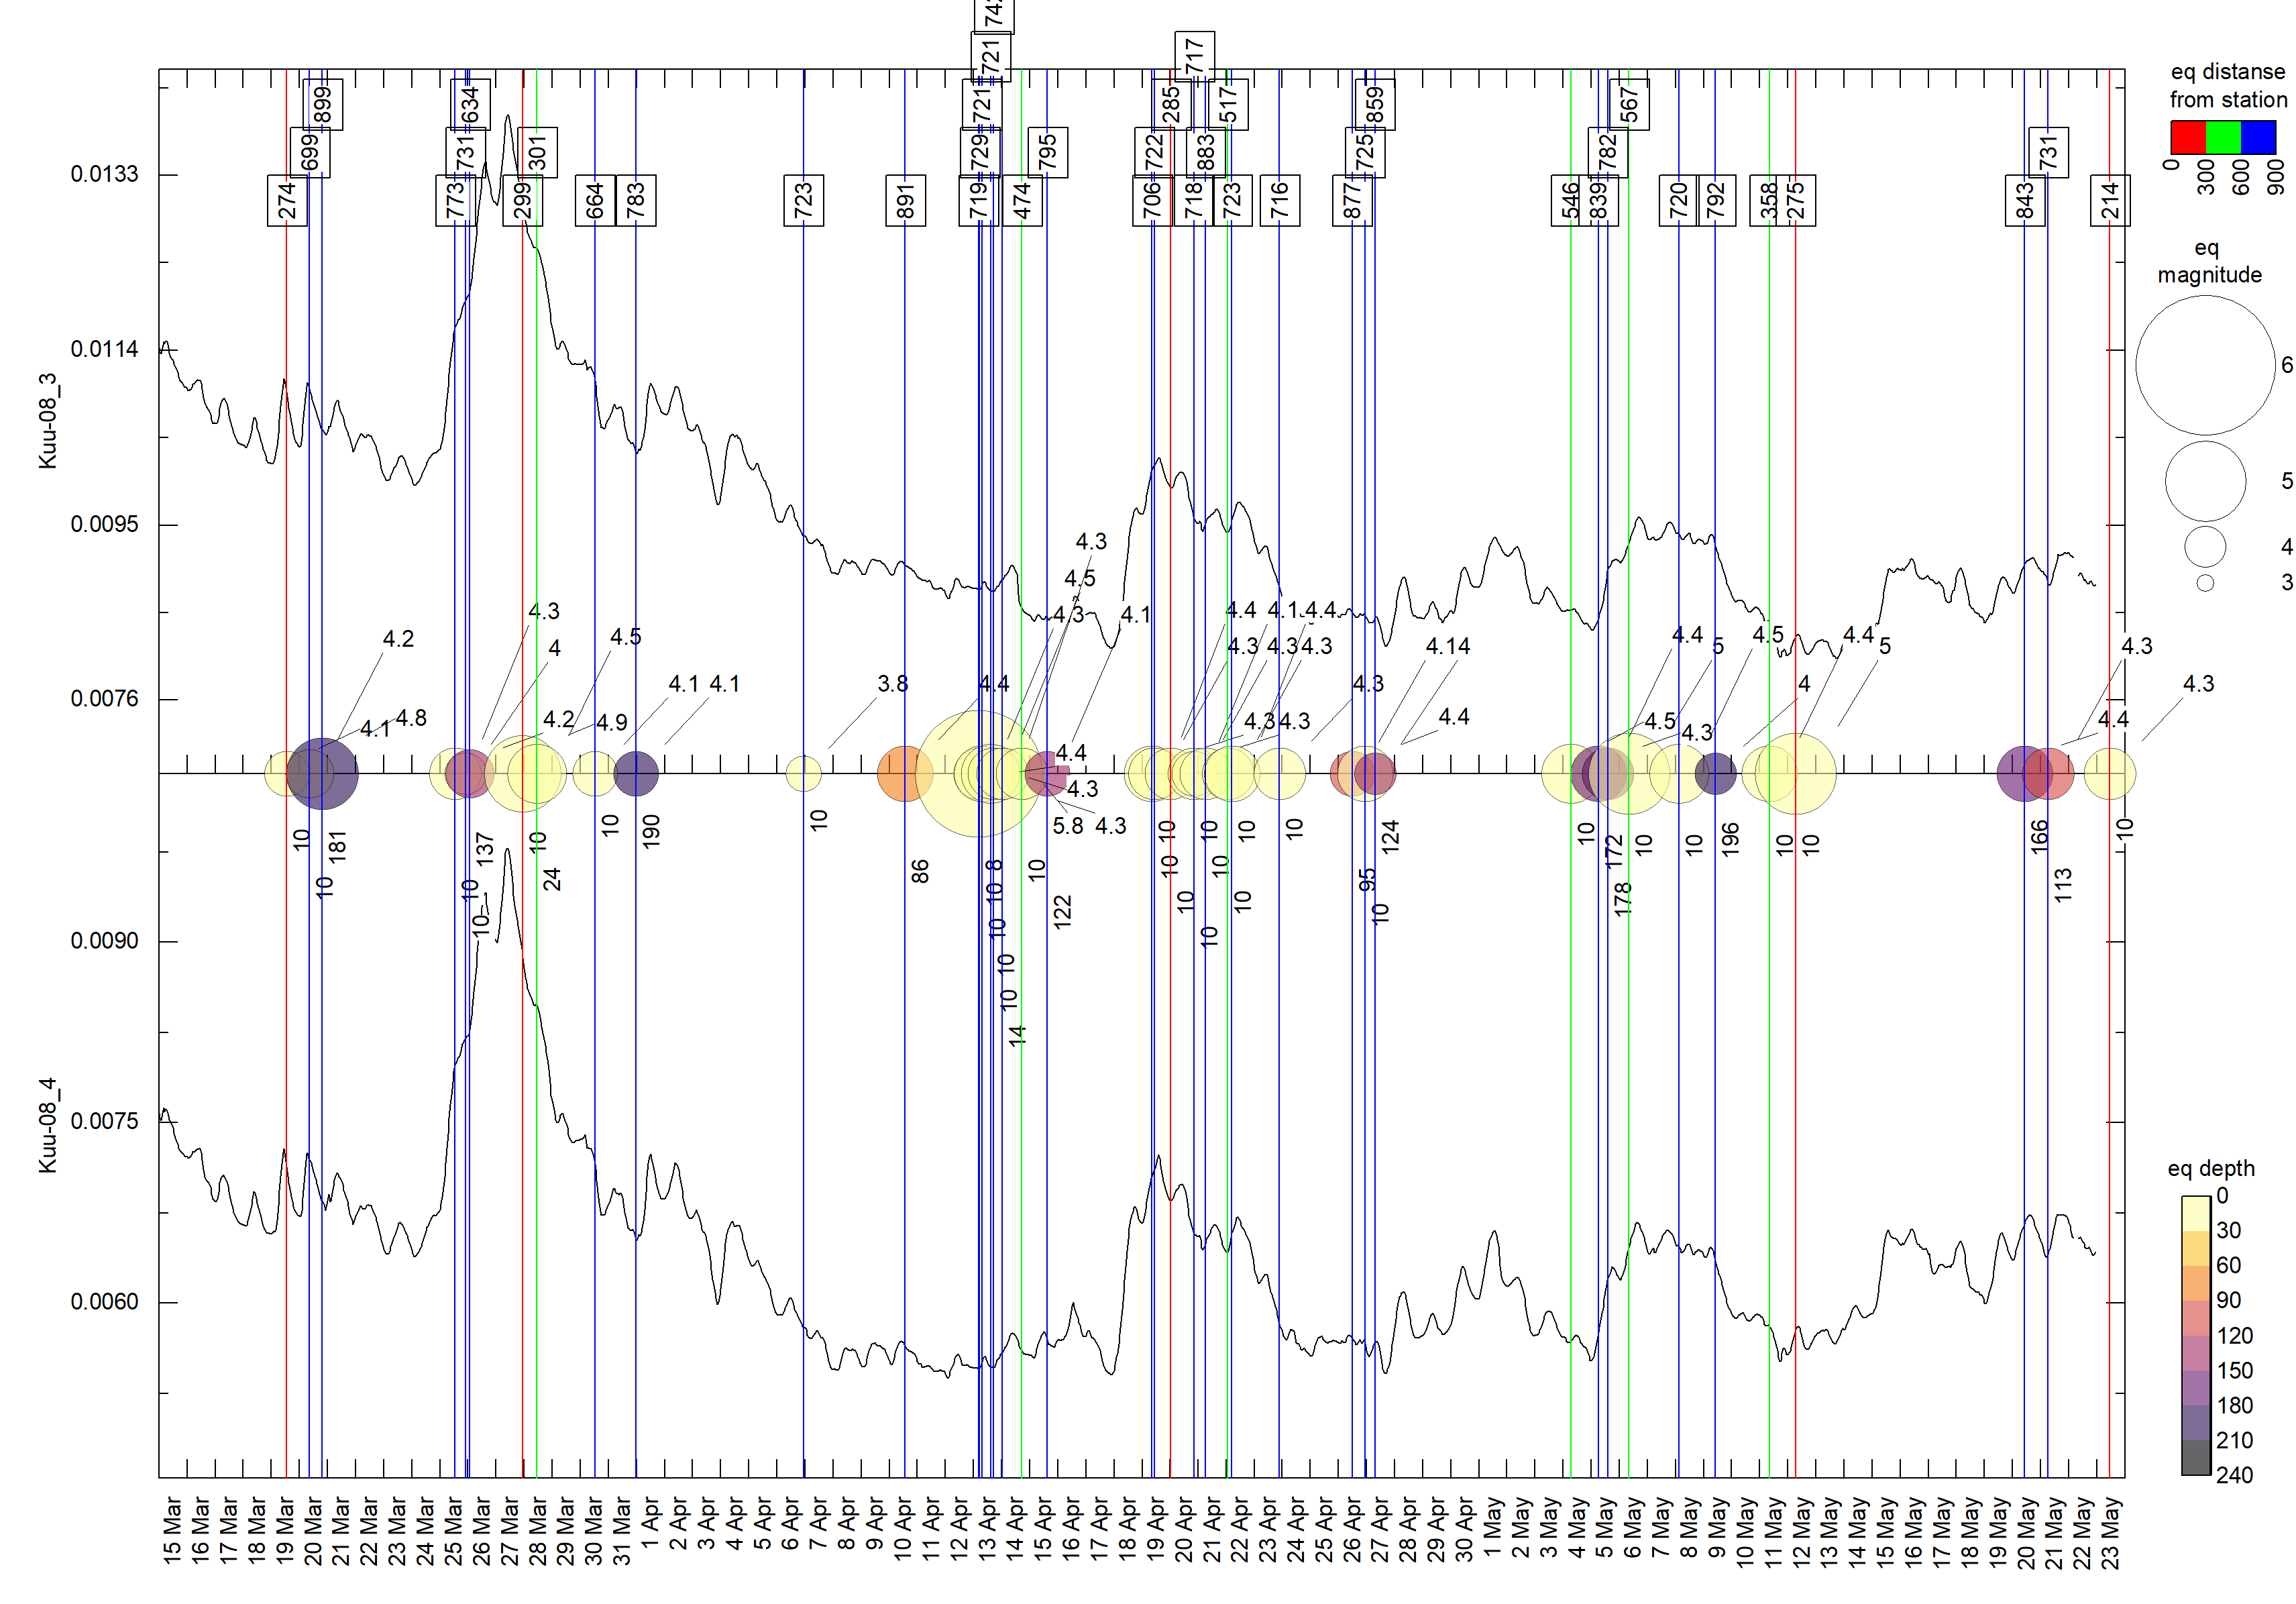 742
721
717
899
634
721
285
517
859
567
699
731
301
729
795
722
883
725
782
731
274
773
299
664
783
723
891
719
474
706
718
723
716
877
546
839
720
792
358
275
843
214
eq distanse
from station
0
300
600
900
eq
magnitude
6
5
4
3
0.0133
0.0114
0.0095
0.0076
Kuu-08_3
4.3
4.5
4.3
4.1
4.3
4.4
4.1
4.4
4.2
4
4.5
4.3
4.3
4.3
4.14
4.4
5
4.5
4.4
5
4.3
4.1
4.1
3.8
4.4
4.3
4
4.3
4.1
4.8
4.2
4.9
4.3
4.3
4.4
4.5
4.3
4.4
4.4
4.3
5.8
4.3
10
181
10
137
10
10
10
24
10
190
10
86
8
10
10
10
10
14
10
122
10
10
10
10
10
10
10
10
10
95
10
124
10
172
178
10
10
196
10
10
166
113
10
0.0090
0.0075
0.0060
Kuu-08_4
eq depth
0
30
60
90
120
150
180
210
240
15 Mar
16 Mar
17 Mar
18 Mar
19 Mar
20 Mar
21 Mar
22 Mar
23 Mar
24 Mar
25 Mar
26 Mar
27 Mar
28 Mar
29 Mar
30 Mar
31 Mar
1 Apr
2 Apr
3 Apr
4 Apr
5 Apr
6 Apr
7 Apr
8 Apr
9 Apr
10 Apr
11 Apr
12 Apr
13 Apr
14 Apr
15 Apr
16 Apr
17 Apr
18 Apr
19 Apr
20 Apr
21 Apr
22 Apr
23 Apr
24 Apr
25 Apr
26 Apr
27 Apr
28 Apr
29 Apr
30 Apr
1 May
2 May
3 May
4 May
5 May
6 May
7 May
8 May
9 May
10 May
11 May
12 May
13 May
14 May
15 May
16 May
17 May
18 May
19 May
20 May
21 May
22 May
23 May